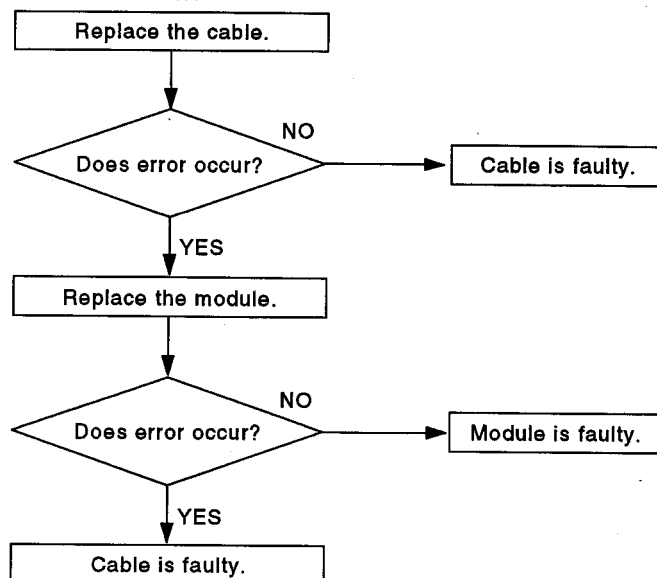 Replace the cable.
NO
Does error occur?
Cable is faulty.
YES
Replace the module.
NO
Does error occur?
Module is faulty.
YES
Cable is faulty.